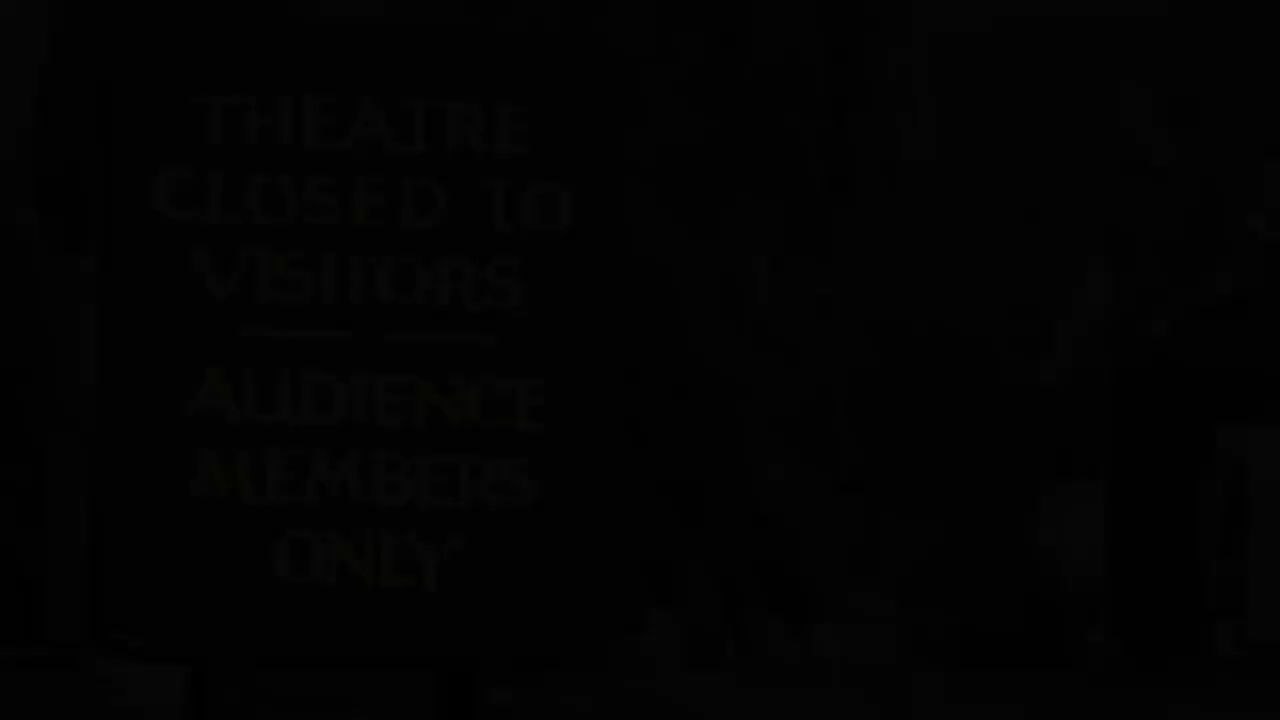 THEATRE
CLOSED TO
VISITORS
AUDIENCE
MEMBERS
ONLY